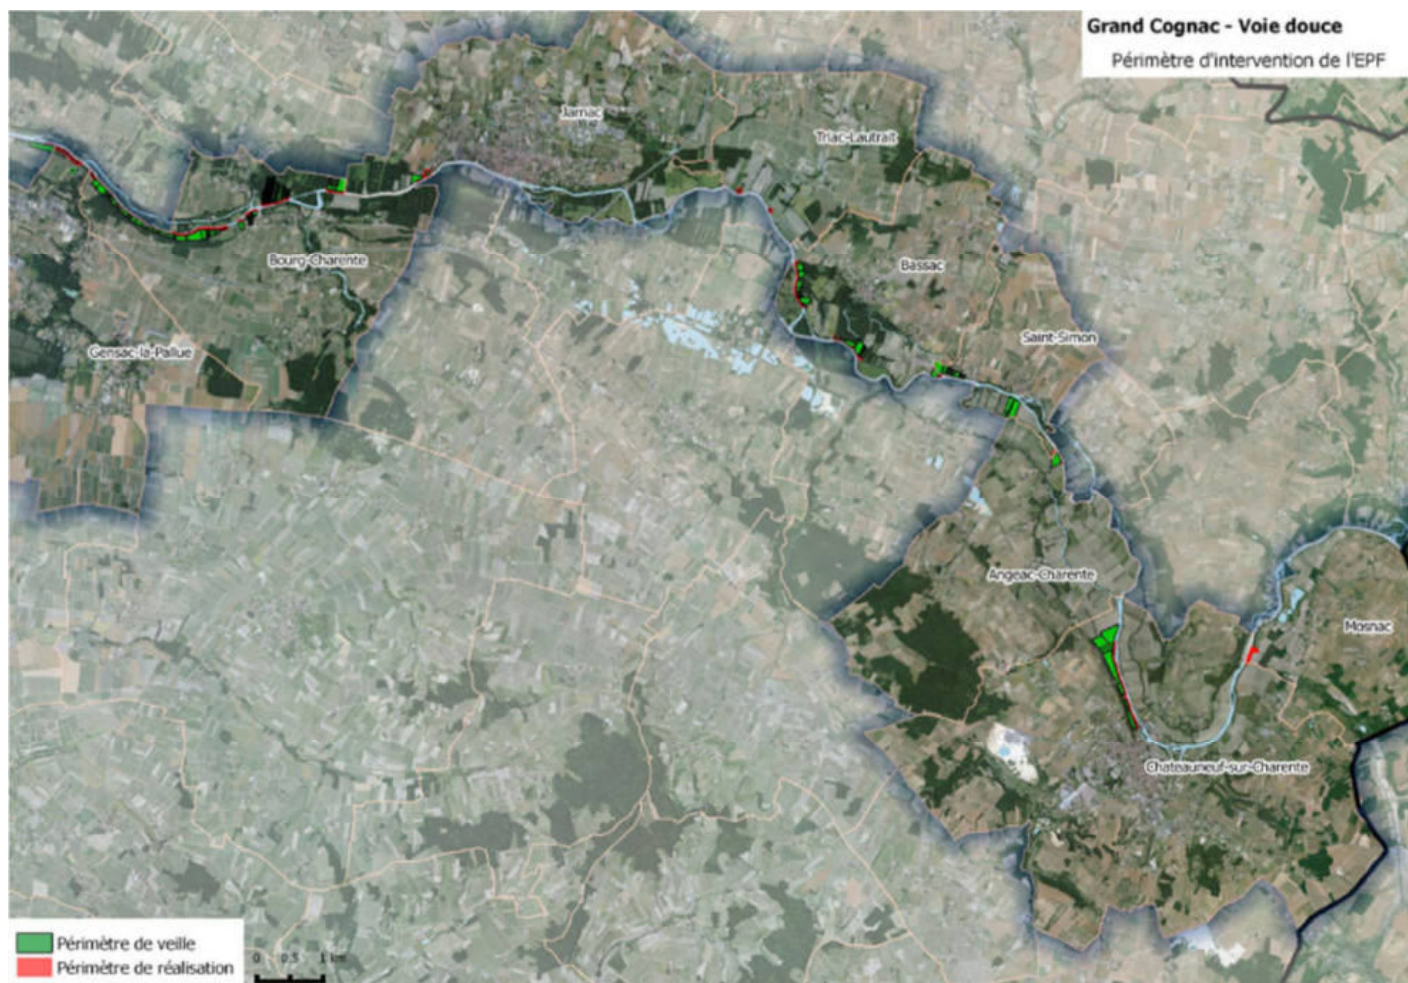 Grand Cognac - Voie douce
Périmètre d'intervention de l'EPF
Jarnac
Triac-Lautrait
Bourg-Charente
Bassac
Gensac-la-Pallue
Saint-Simon
Angeac-Charente
Mosnac
Chateauneuf-sur-Charente
Périmètre de veille
Périmètre de réalisation
0 0,5 1 km